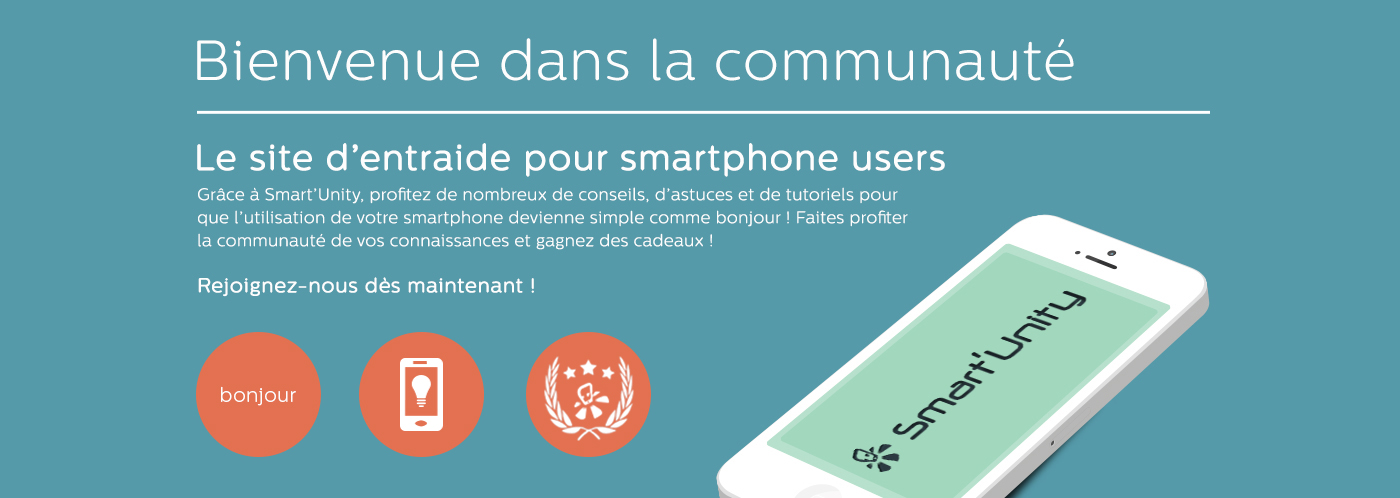 Bienvenue dans la communauté
Le site d'entraide pour smartphone users
Grâce à Smart'Unity, profitez de nombreux de conseils, d'astuces et de tutoriels pour
que l'utilisation de votre smartphone devienne simple comme bonjour ! Faites profiter
la communauté de vos connaissances et gagnez des cadeaux !
Rejoignez-nous dès maintenant !
bonjour
Smart'Unity